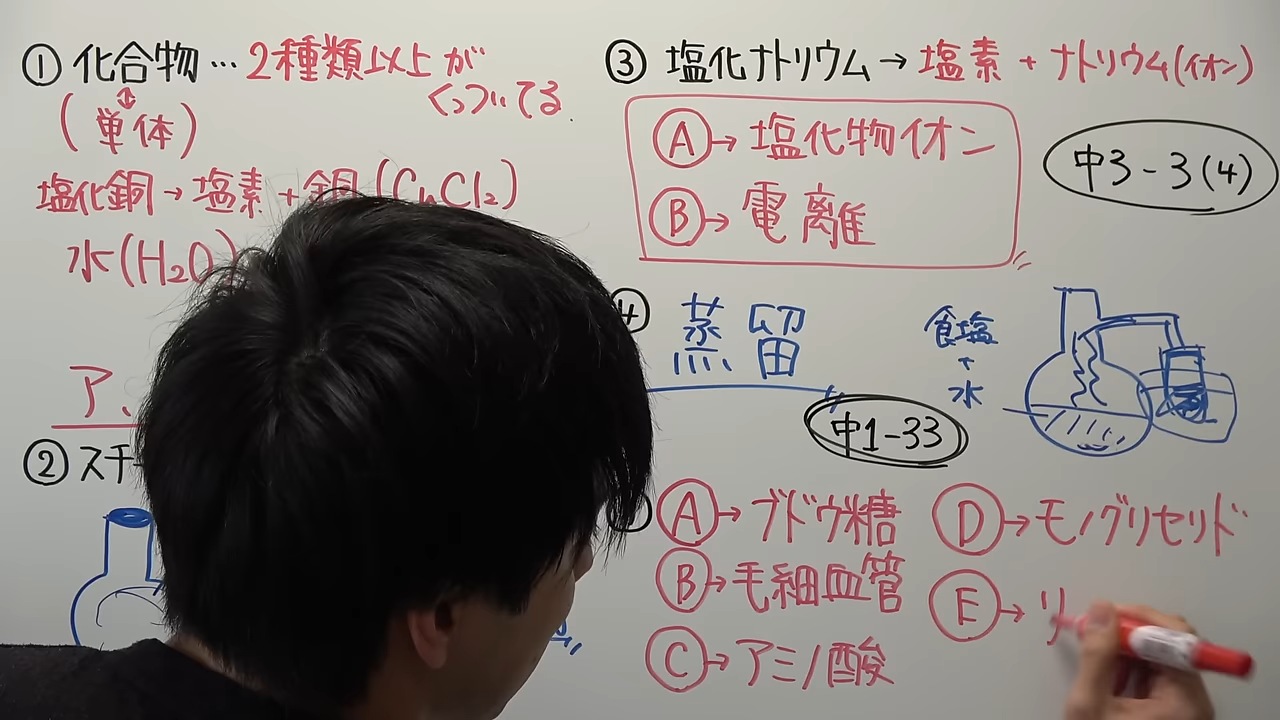 ① 化合物…2種類以上が
くっついてる
(単体)
塩化銅→塩素+銅(CuCl₂)
水(H₂O)
ア、
② スチ
③ 塩化ナトリウム→塩素+ナトリウム(イオン)
Ⓐ→塩化物イオン
Ⓑ→電離
中3-3(4)
④ 蒸留
食塩
+
水
中1-33
Ⓐ→ブドウ糖
Ⓑ→毛細血管
Ⓒ→アミノ酸
Ⓓ→モノグリセリド
Ⓔ→リ